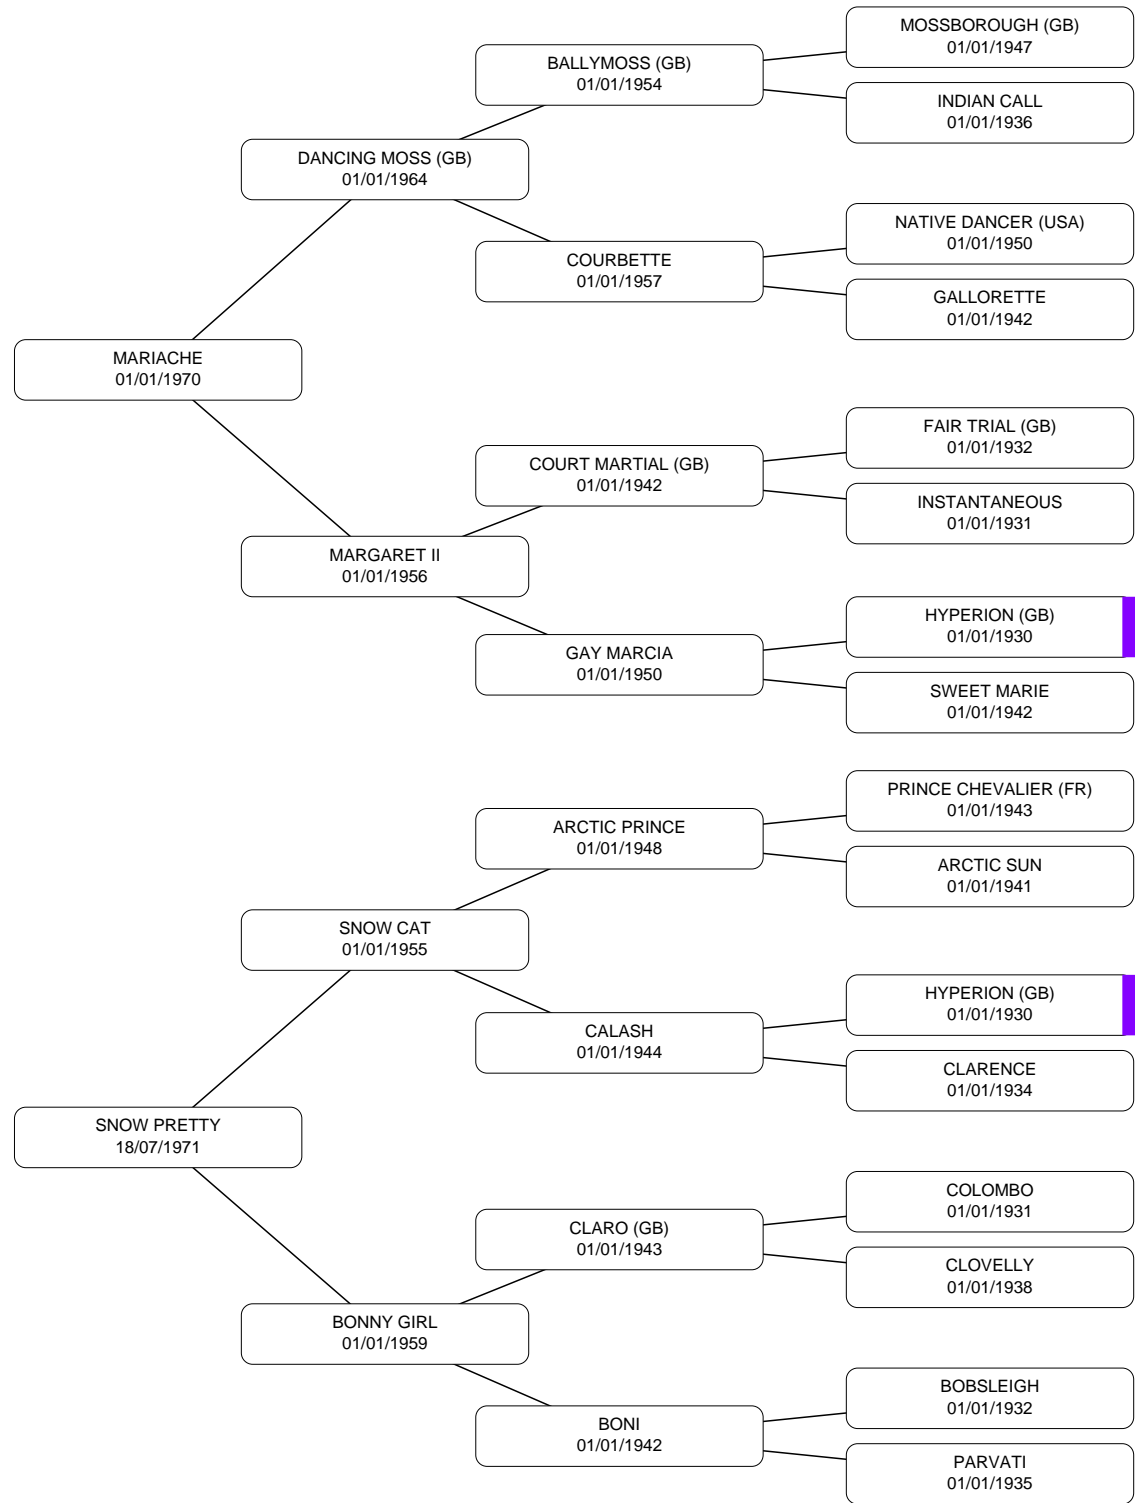 MOSSBOROUGH (GB)
01/01/1947
BALLYMOSS (GB)
01/01/1954
INDIAN CALL
01/01/1936
DANCING MOSS (GB)
01/01/1964
NATIVE DANCER (USA)
01/01/1950
COURBETTE
01/01/1957
GALLORETTE
01/01/1942
MARIACHE
01/01/1970
FAIR TRIAL (GB)
01/01/1932
COURT MARTIAL (GB)
01/01/1942
INSTANTANEOUS
01/01/1931
MARGARET II
01/01/1956
HYPERION (GB)
01/01/1930
GAY MARCIA
01/01/1950
SWEET MARIE
01/01/1942
PRINCE CHEVALIER (FR)
01/01/1943
ARCTIC PRINCE
01/01/1948
ARCTIC SUN
01/01/1941
SNOW CAT
01/01/1955
HYPERION (GB)
01/01/1930
CALASH
01/01/1944
CLARENCE
01/01/1934
SNOW PRETTY
18/07/1971
COLOMBO
01/01/1931
CLARO (GB)
01/01/1943
CLOVELLY
01/01/1938
BONNY GIRL
01/01/1959
BOBSLEIGH
01/01/1932
BONI
01/01/1942
PARVATI
01/01/1935